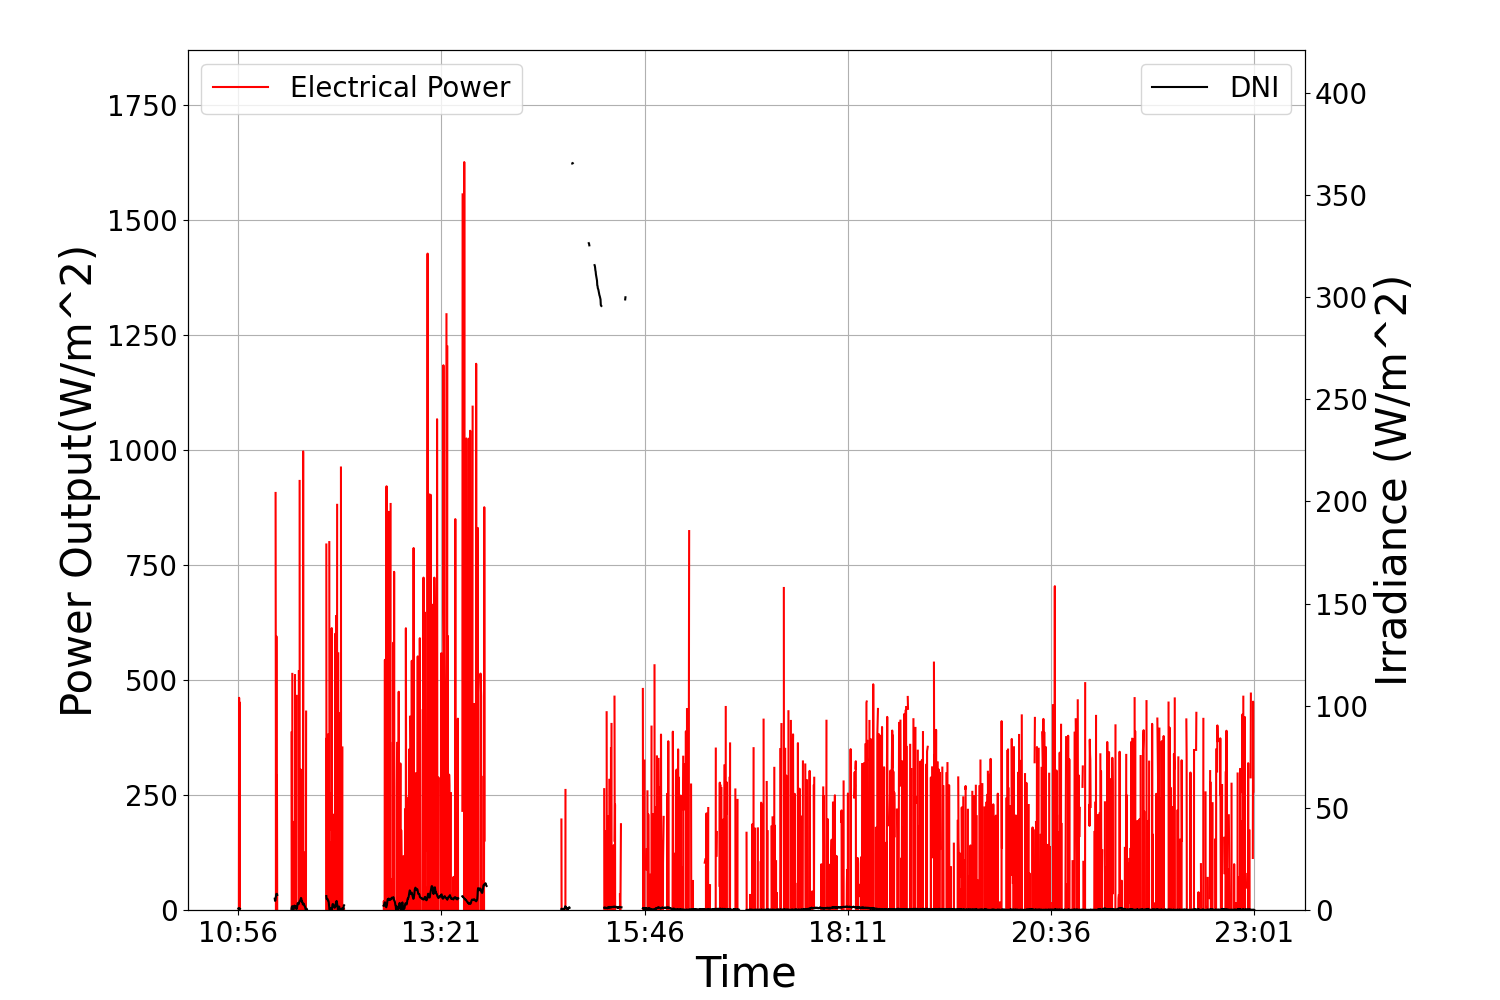 Electrical Power
DNI
1750
1500
1250
1000
750
500
250
0
400
350
300
250
200
150
100
50
0
Power Output(W/m^2)
Irradiance (W/m^2)
10:56 13:21 15:46 18:11 20:36 23:01
Time